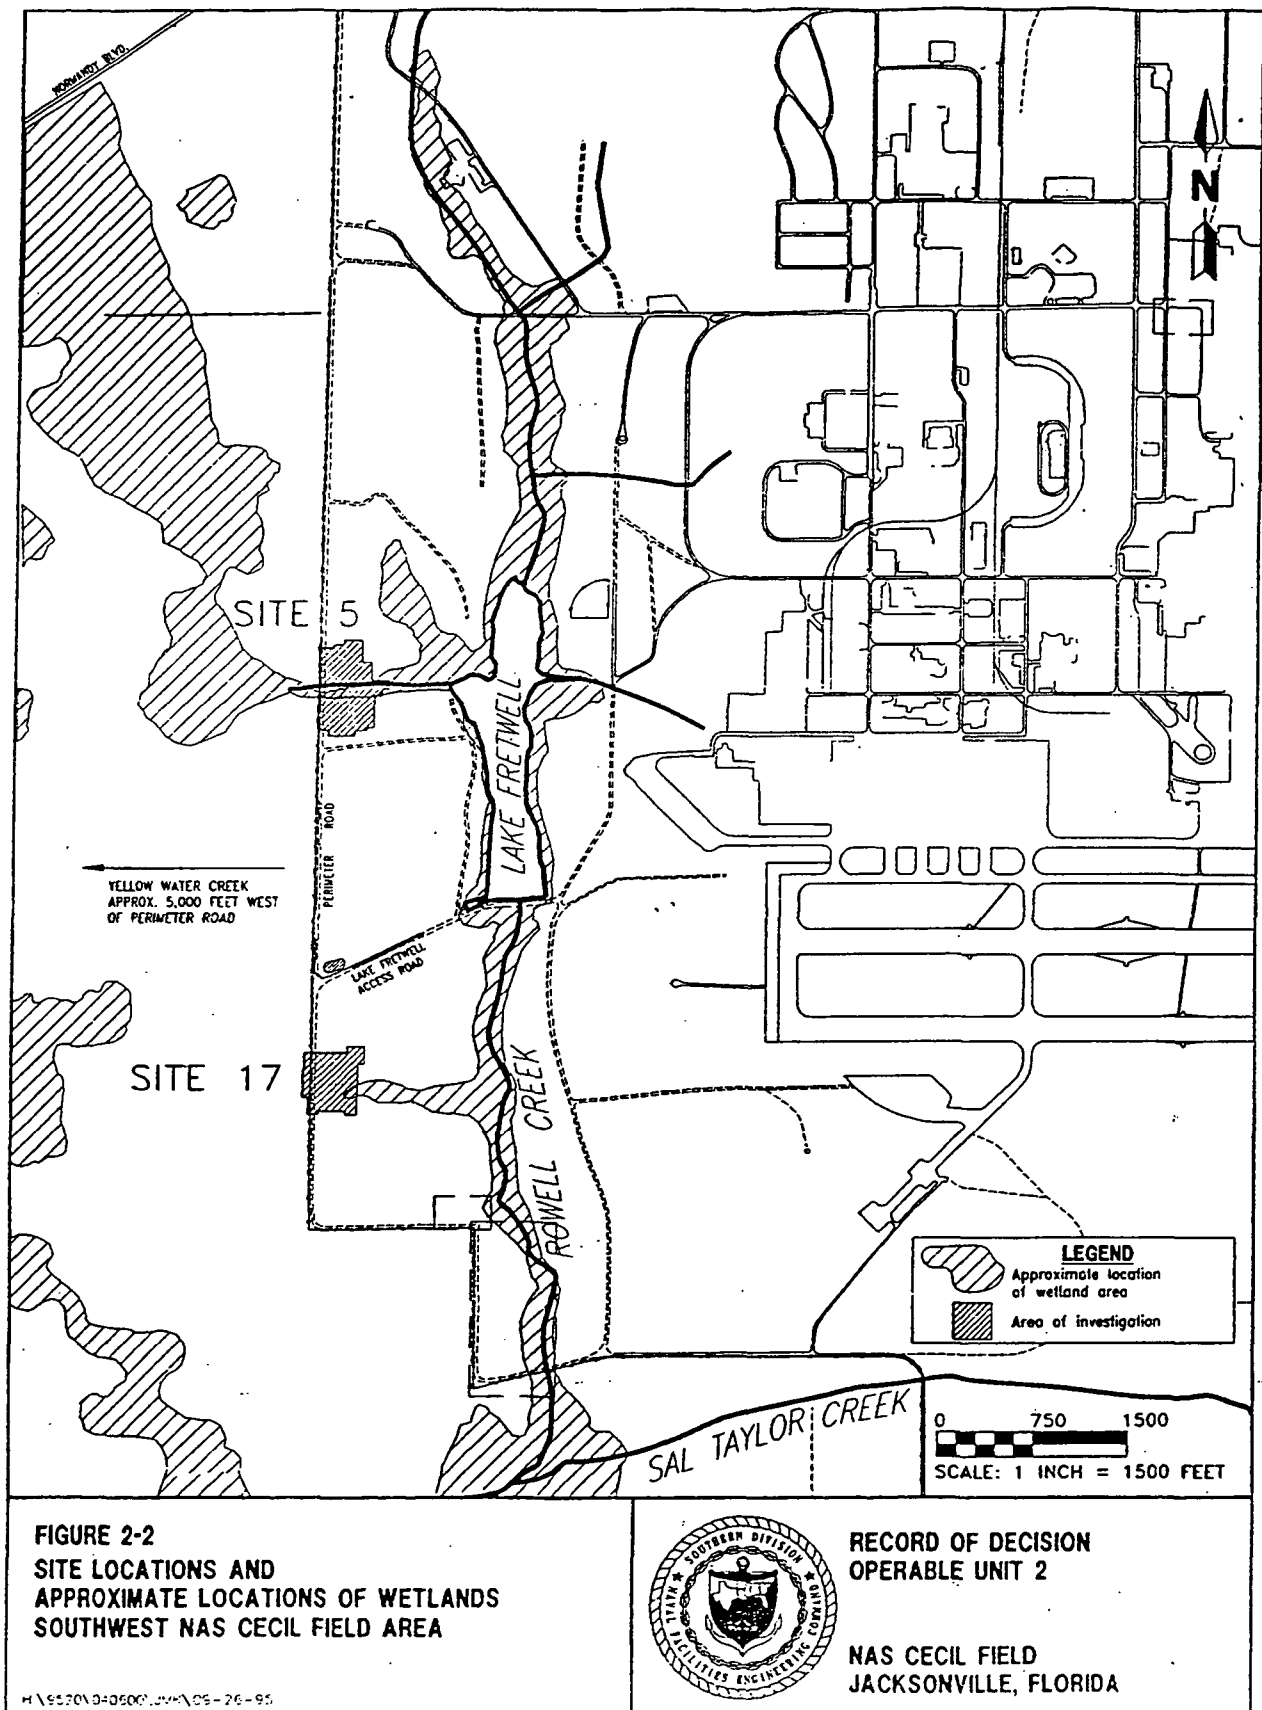 NORMANDY BLVD.
N
SITE 5
LAKE FRETWELL
PERIMETER ROAD
YELLOW WATER CREEK
APPROX. 5,000 FEET WEST
OF PERIMETER ROAD
LAKE FRETWELL
ACCESS ROAD
SITE 17
ROWELL CREEK
LEGEND
Approximate location
of wetland area
Area of investigation
SAL TAYLOR CREEK
0 750 1500
SCALE: 1 INCH = 1500 FEET
FIGURE 2-2
SITE LOCATIONS AND
APPROXIMATE LOCATIONS OF WETLANDS
SOUTHWEST NAS CECIL FIELD AREA
SOUTHERN DIVISION
NAVAL FACILITIES ENGINEERING COMMAND
RECORD OF DECISION
OPERABLE UNIT 2
NAS CECIL FIELD
JACKSONVILLE, FLORIDA